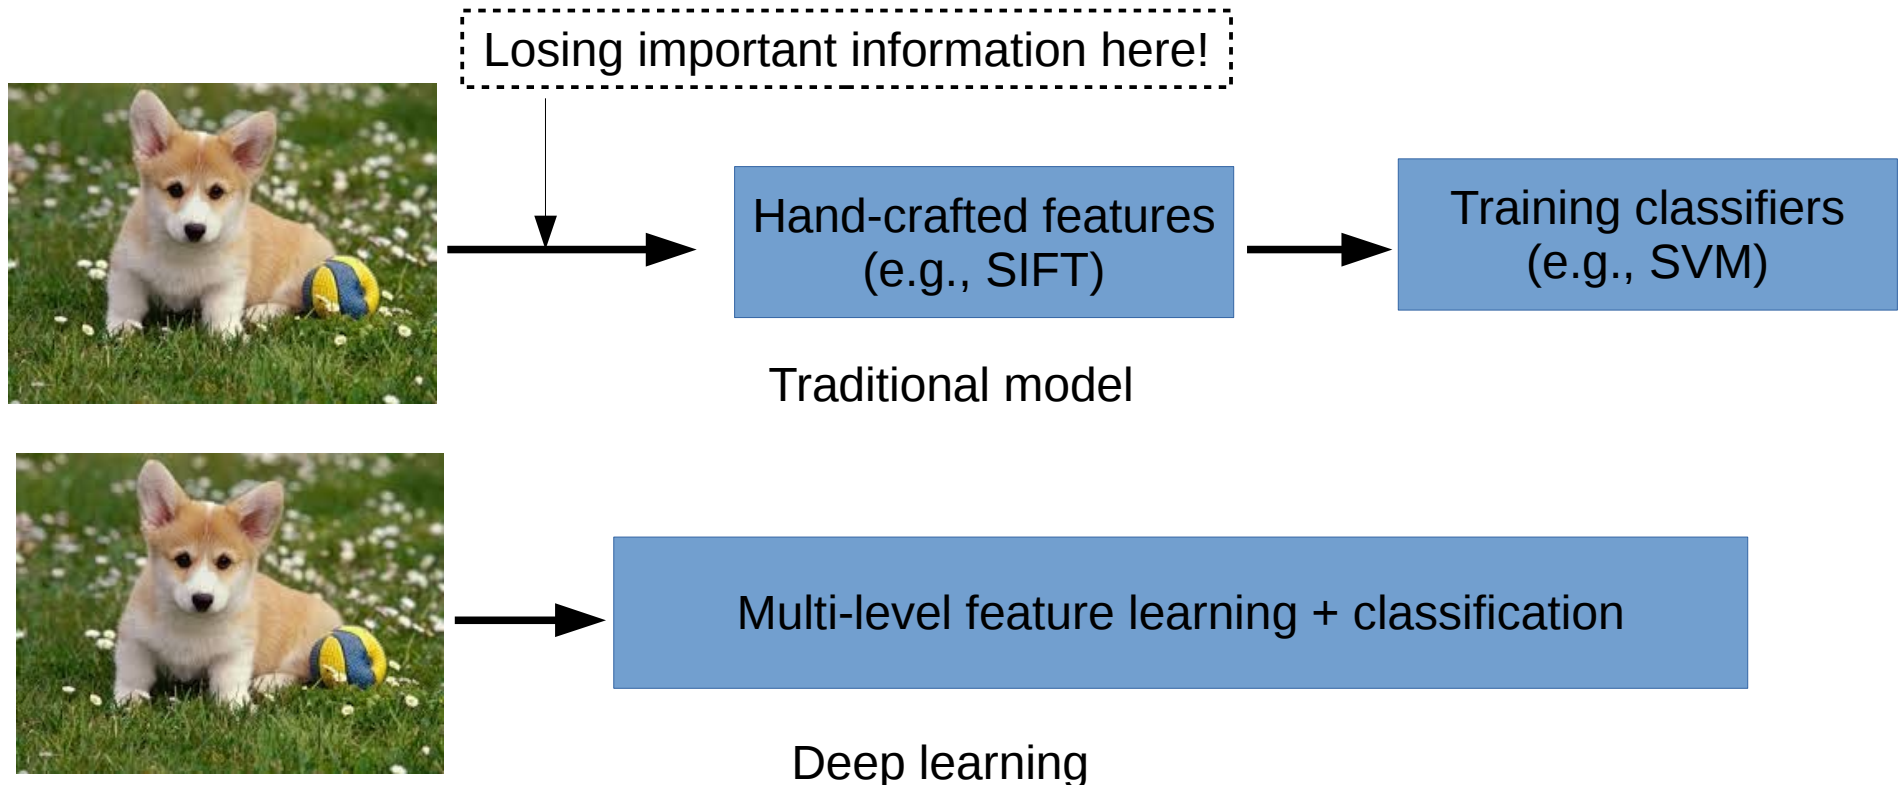 Losing important information here!
Hand-crafted features
(e.g., SIFT)
Training classifiers
(e.g., SVM)
Traditional model
Multi-level feature learning + classification
Deep learning